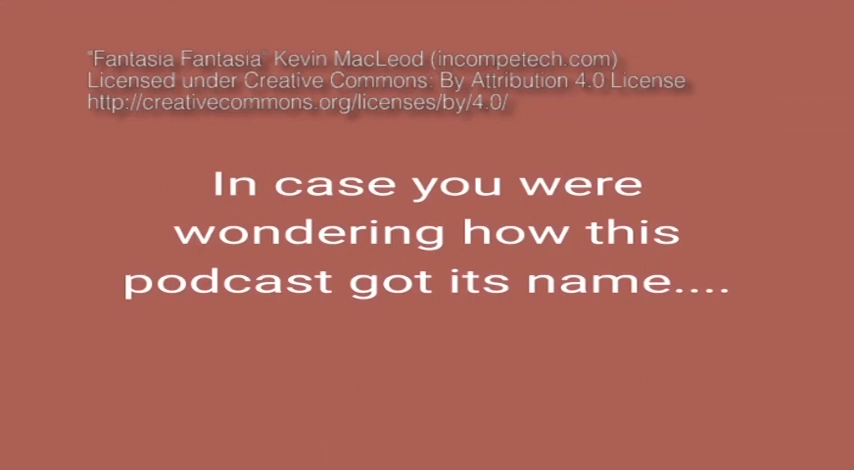 "Fantasia Fantasia" Kevin MacLeod (incompetech.com)
Licensed under Creative Commons: By Attribution 4.0 License
http://creativecommons.org/licenses/by/4.0/
In case you were
wondering how this
podcast got its name....